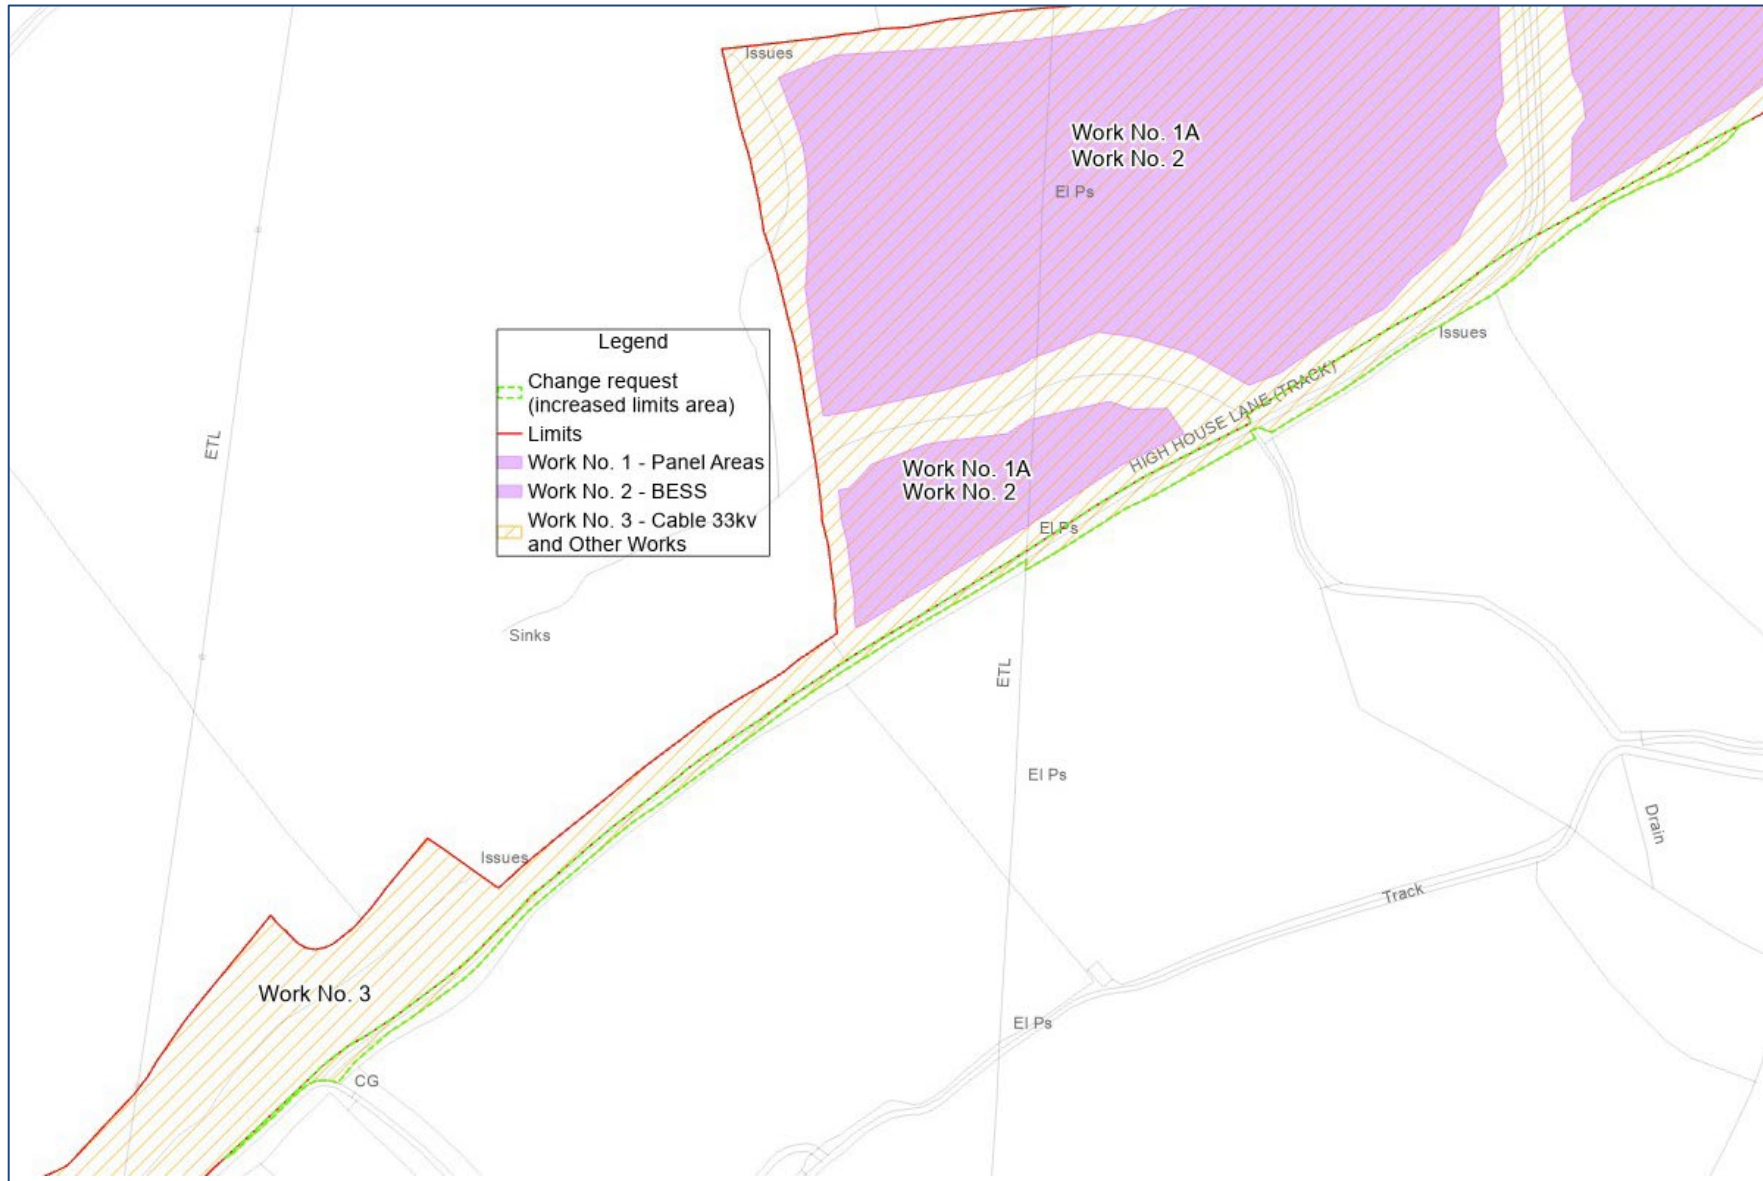 Issues
Work No. 1A
Work No. 2
El Ps
Issues
Legend
Change request
(increased limits area)
Limits
Work No. 1 - Panel Areas
Work No. 2 - BESS
Work No. 3 - Cable 33kv
and Other Works
ETL
HIGH HOUSE LANE (TRACK)
Work No. 1A
Work No. 2
El Ps
Sinks
ETL
El Ps
Drain
Issues
Track
Work No. 3
El Ps
CG